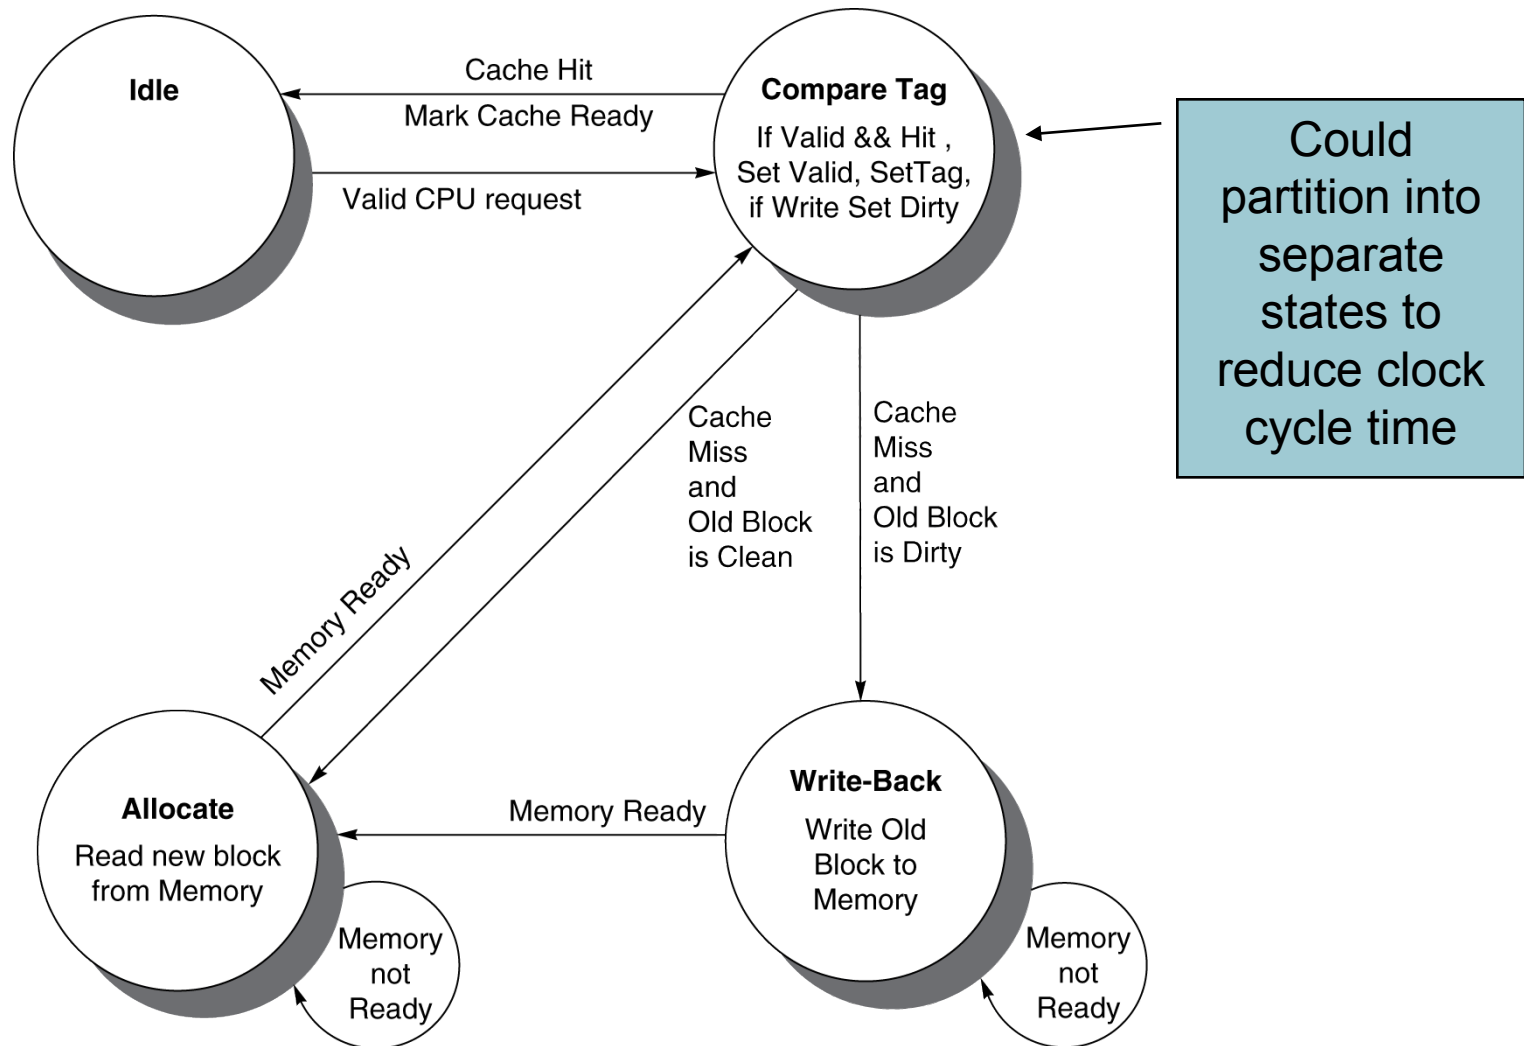 Idle
Cache Hit
Mark Cache Ready
Valid CPU request
Compare Tag
If Valid && Hit ,
Set Valid, SetTag,
if Write Set Dirty
Could
partition into
separate
states to
reduce clock
cycle time
Cache
Miss
and
Old Block
is Clean
Cache
Miss
and
Old Block
is Dirty
Memory Ready
Allocate
Read new block
from Memory
Memory Ready
Write-Back
Write Old
Block to
Memory
Memory
not
Ready
Memory
not
Ready